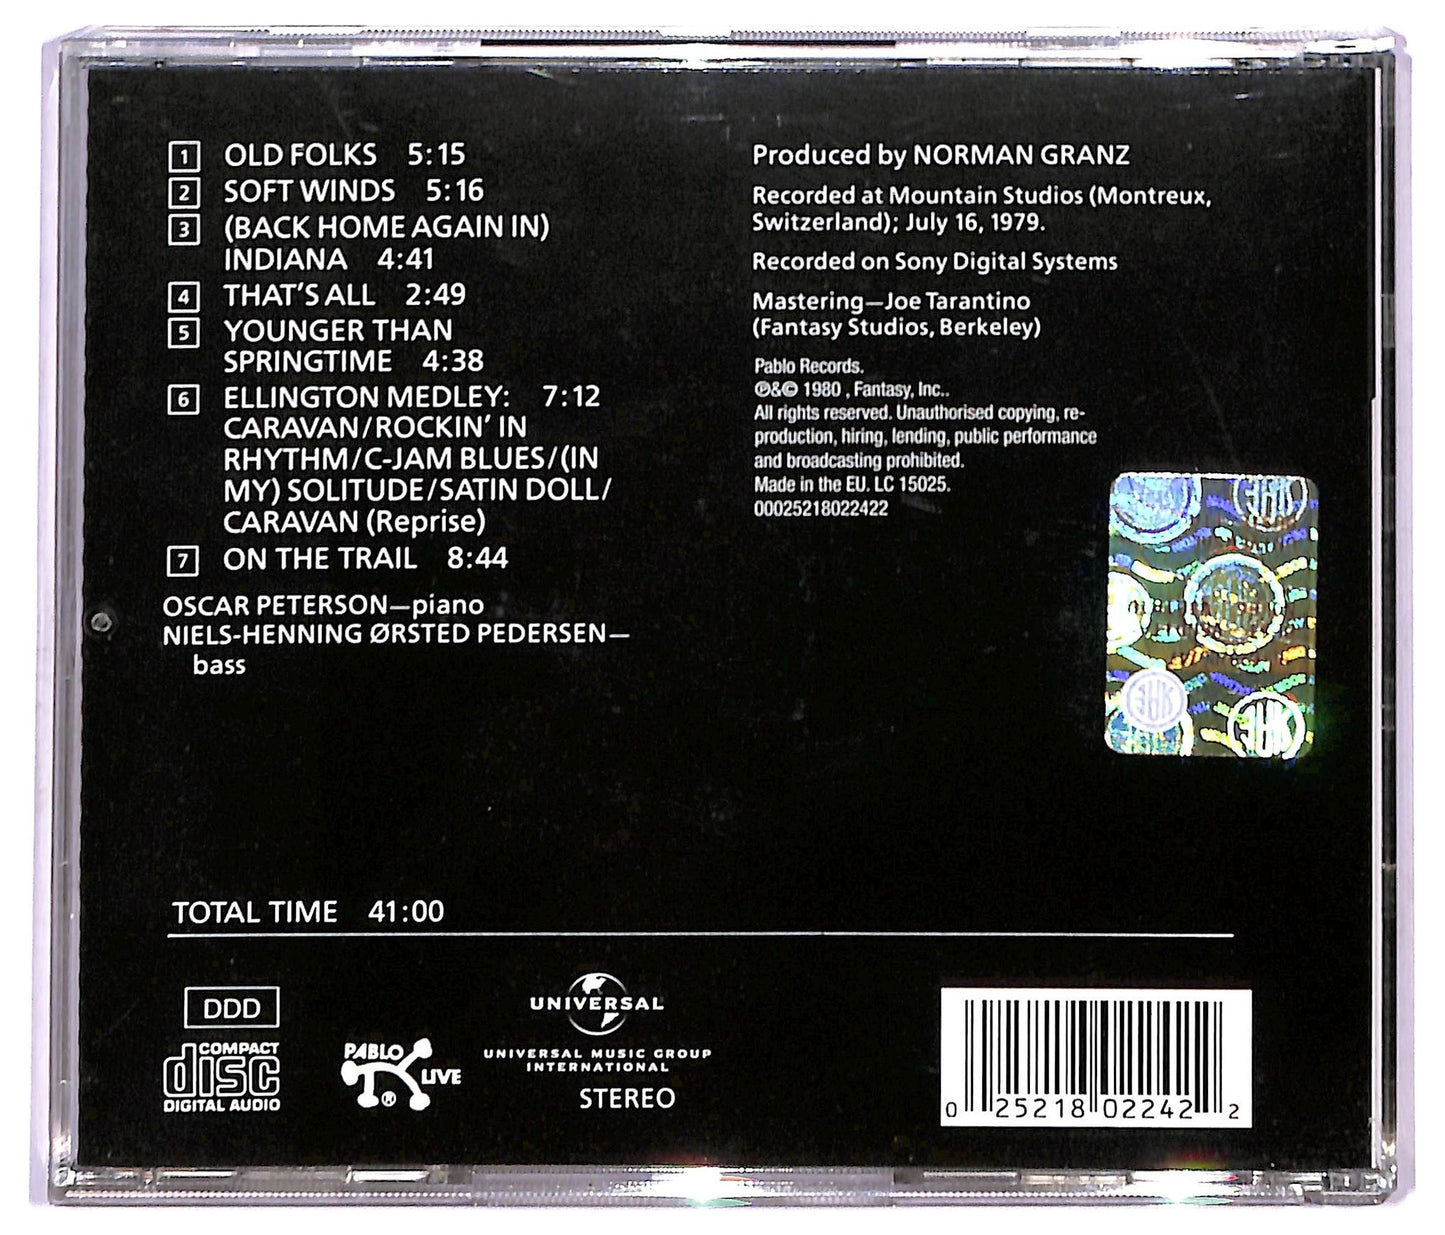 1 OLD FOLKS 5:15
2 SOFT WINDS 5:16
3 (BACK HOME AGAIN IN)
INDIANA 4:41
4 THAT'S ALL 2:49
5 YOUNGER THAN
SPRINGTIME 4:38
6 ELLINGTON MEDLEY: 7:12
CARAVAN/ROCKIN' IN
RHYTHM/C-JAM BLUES/(IN
MY) SOLITUDE/SATIN DOLL/
CARAVAN (Reprise)
7 ON THE TRAIL 8:44
OSCAR PETERSON—piano
NIELS-HENNING ØRSTED PEDERSEN—
bass
Produced by NORMAN GRANZ
Recorded at Mountain Studios (Montreux,
Switzerland); July 16, 1979.
Recorded on Sony Digital Systems
Mastering—Joe Tarantino
(Fantasy Studios, Berkeley)
Pablo Records.
℗&© 1980 , Fantasy, Inc..
All rights reserved. Unauthorised copying, re-
production, hiring, lending, public performance
and broadcasting prohibited.
Made in the EU. LC 15025.
00025218022422
TOTAL TIME 41:00
DDD
COMPACT
disc
DIGITAL AUDIO
PABLO
LIVE
®
UNIVERSAL
UNIVERSAL MUSIC GROUP
INTERNATIONAL
STEREO
0 25218 02242 2